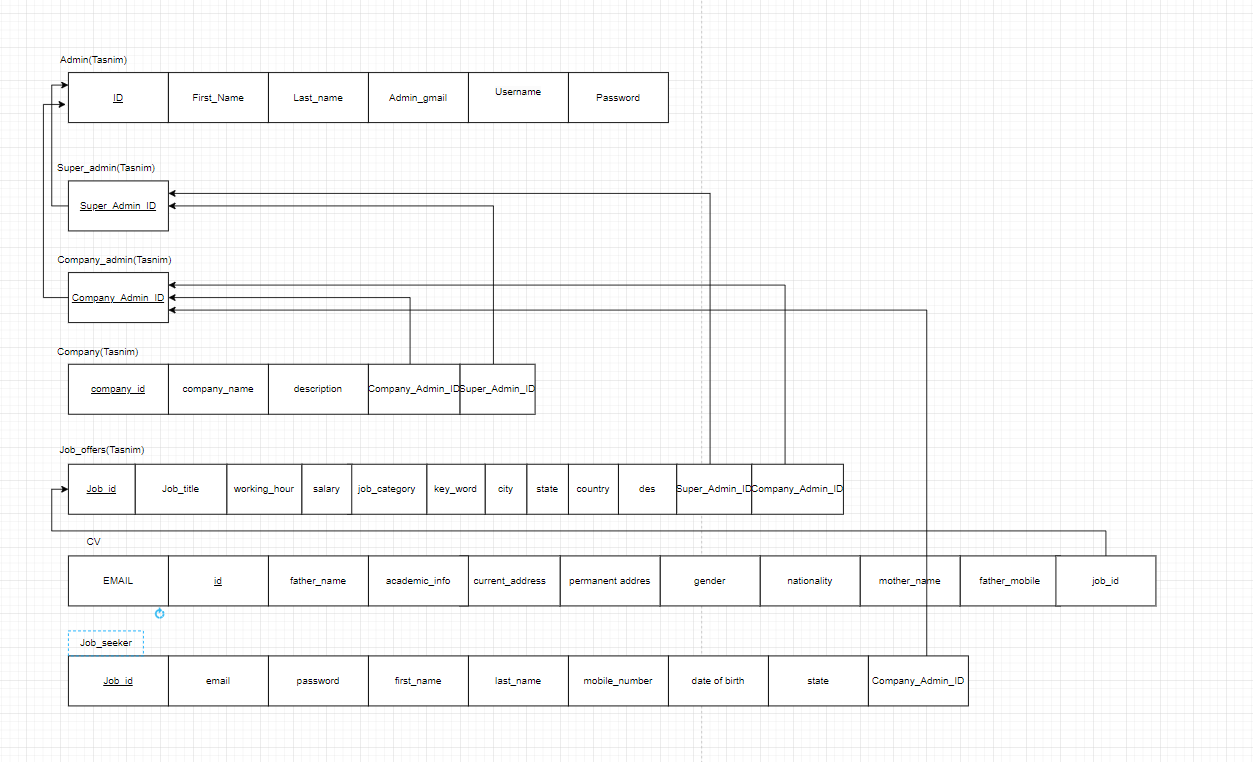 Admin(Tasnim)
ID First_Name Last_name Admin_gmail Username Password
Super_admin(Tasnim)
Super_Admin_ID
Company_admin(Tasnim)
Company_Admin_ID
Company(Tasnim)
company_id company_name description Company_Admin_ID Super_Admin_ID
Job_offers(Tasnim)
Job_id Job_title working_hour salary job_category key_word city state country des Super_Admin_ID Company_Admin_ID
CV
EMAIL id father_name academic_info current_address permanent addres gender nationality mother_name father_mobile job_id
Job_seeker
Job_id email password first_name last_name mobile_number date of birth state Company_Admin_ID